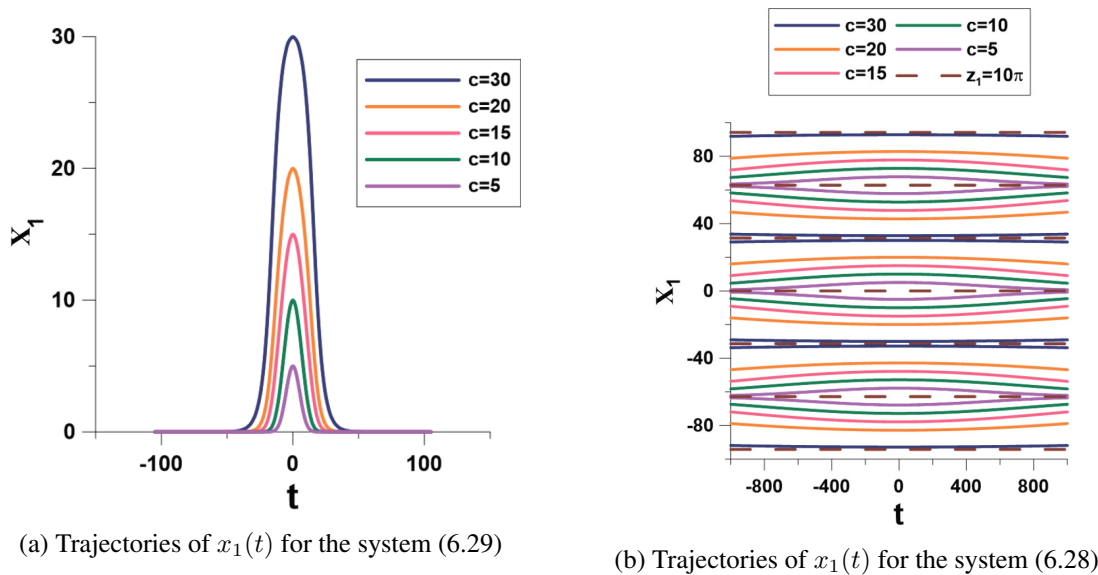 30
20
10
0
X₁
-100
0
100
t
c=30
c=20
c=15
c=10
c=5
(a) Trajectories of x₁(t) for the system (6.29)
c=30
c=10
c=20
c=5
c=15
z₁=10π
80
40
0
-40
-80
X₁
-800
-400
0
400
800
t
(b) Trajectories of x₁(t) for the system (6.28)